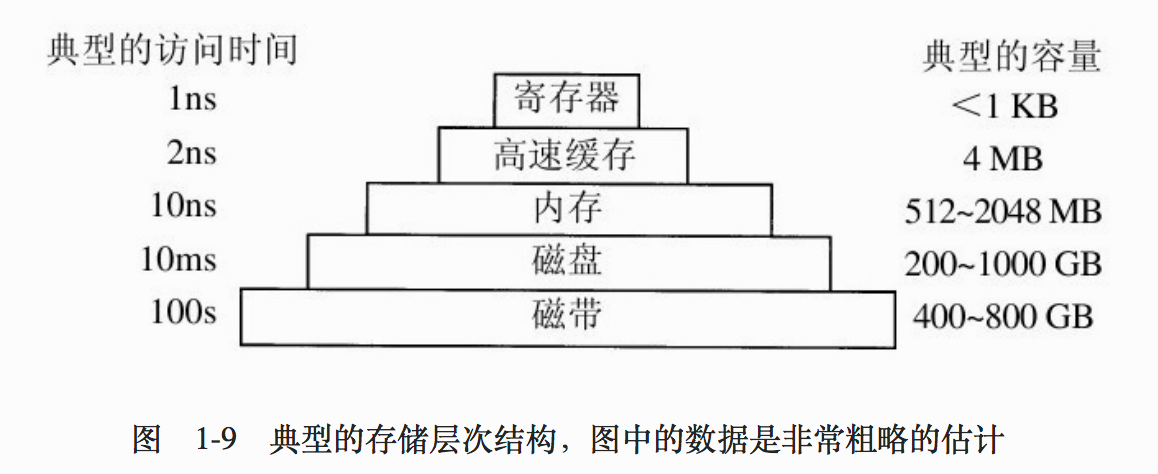 典型的访问时间
典型的容量
1ns 寄存器 <1 KB
2ns 高速缓存 4 MB
10ns 内存 512~2048 MB
10ms 磁盘 200~1000 GB
100s 磁带 400~800 GB
图 1-9 典型的存储层次结构，图中的数据是非常粗略的估计